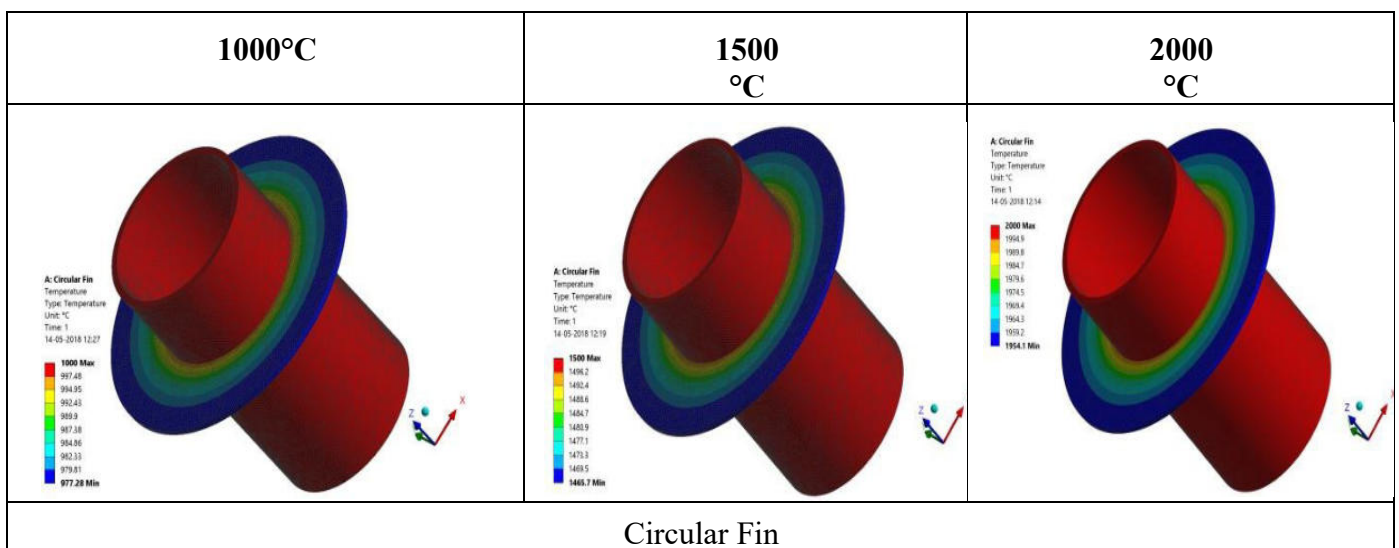 1000°C
1500
°C
2000
°C
A: Circular Fin
Temperature
Type: Temperature
Unit: °C
Time: 1
14-05-2018 12:27
1000 Max
997.48
994.95
992.43
989.9
987.38
984.86
982.33
979.81
977.28 Min
Z
X
A: Circular Fin
Temperature
Type: Temperature
Unit: °C
Time: 1
14-05-2018 12:19
1500 Max
1496.2
1492.4
1488.6
1484.7
1480.9
1477.1
1473.3
1469.5
1465.7 Min
Z
X
A: Circular Fin
Temperature
Type: Temperature
Unit: °C
Time: 1
14-05-2018 12:14
2000 Max
1994.9
1989.8
1984.7
1979.6
1974.5
1969.4
1964.3
1959.2
1954.1 Min
Z
X
Circular Fin